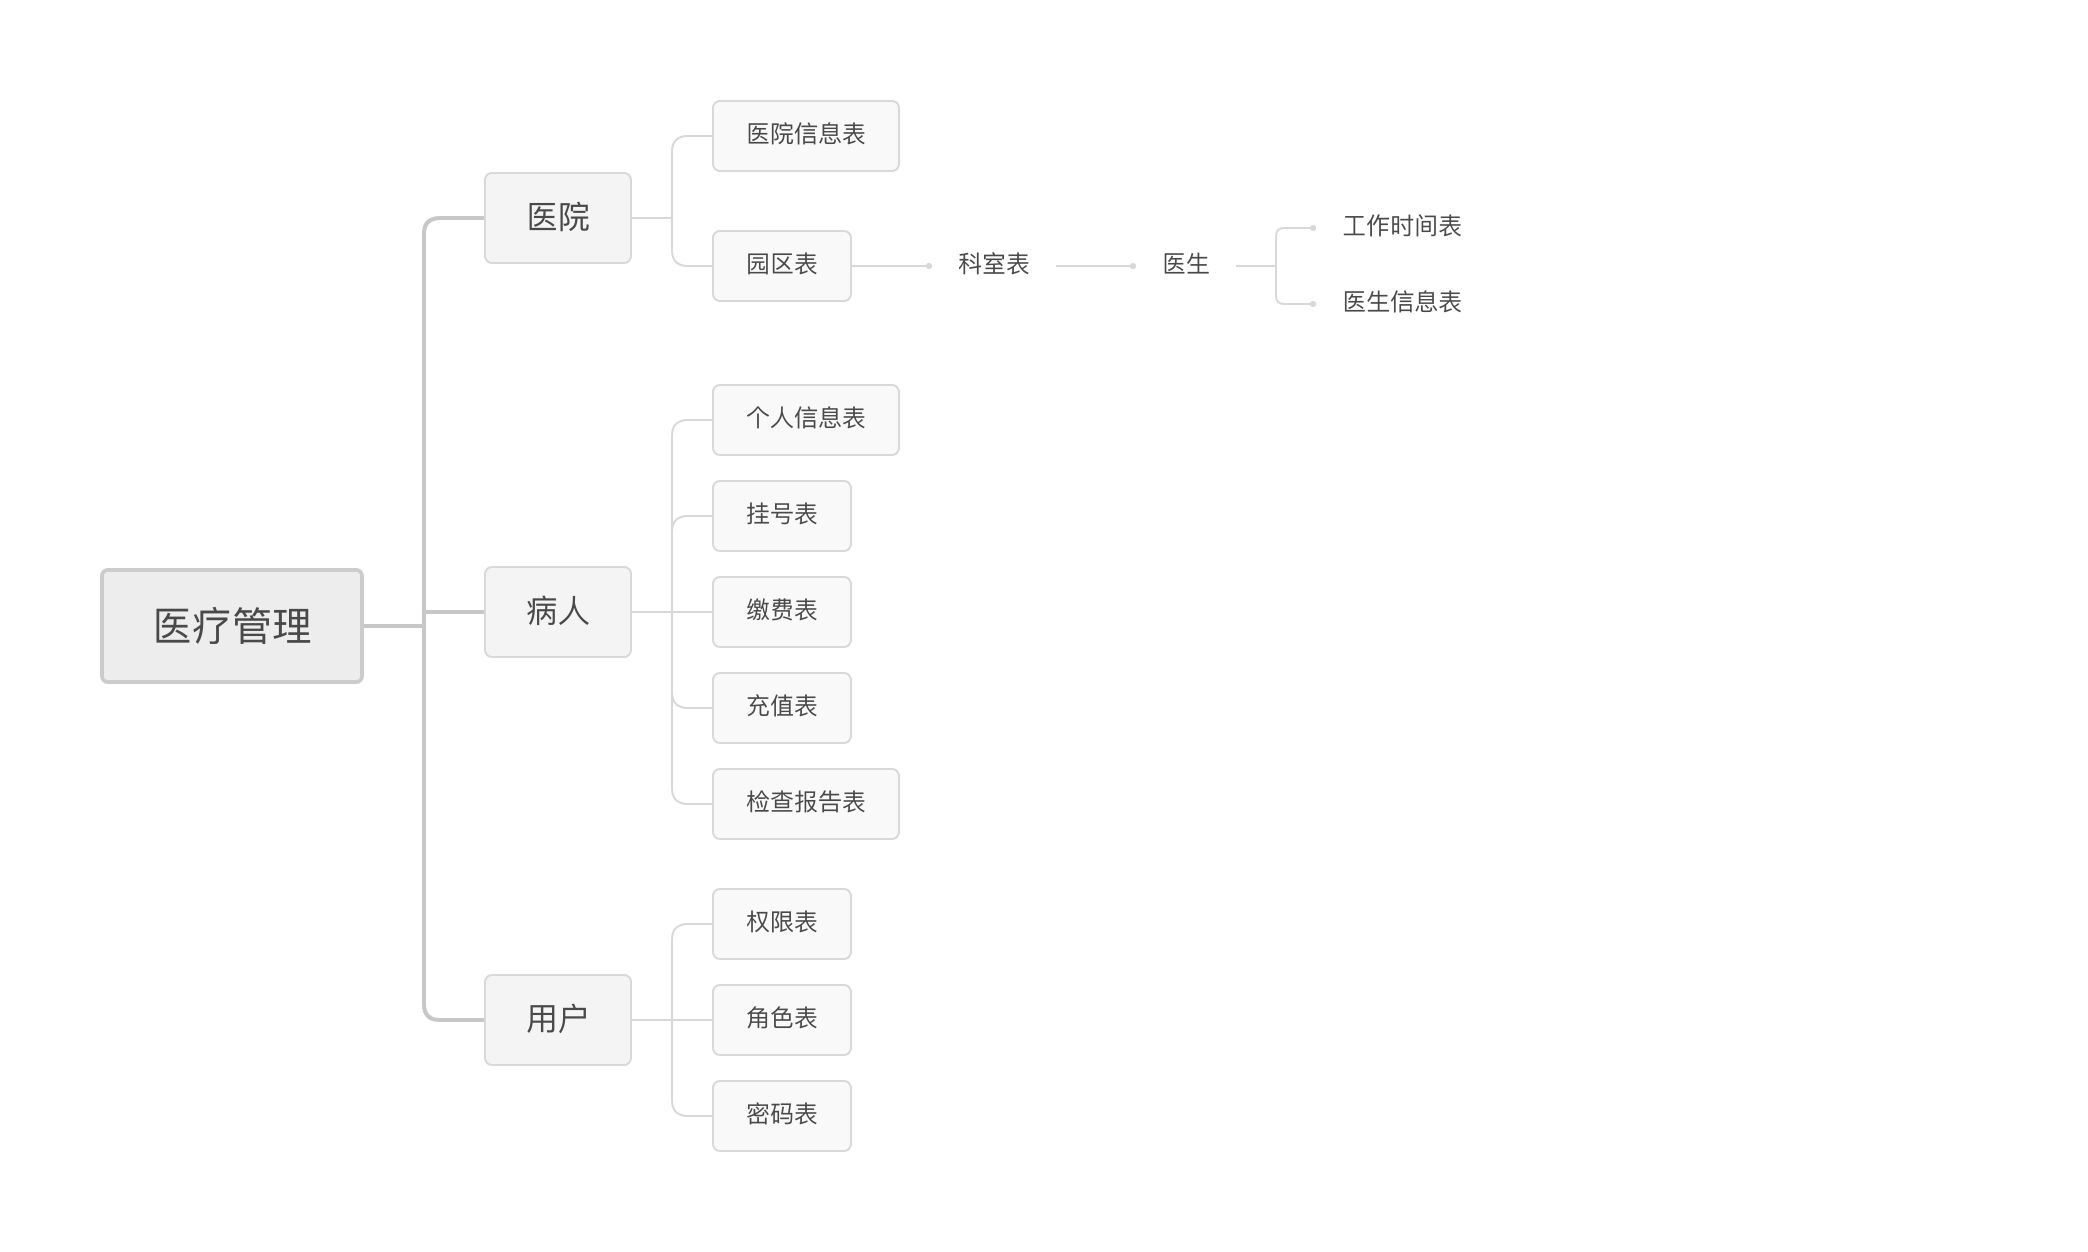 医疗管理
医院
医院信息表
园区表
科室表
医生
工作时间表
医生信息表
病人
个人信息表
挂号表
缴费表
充值表
检查报告表
用户
权限表
角色表
密码表